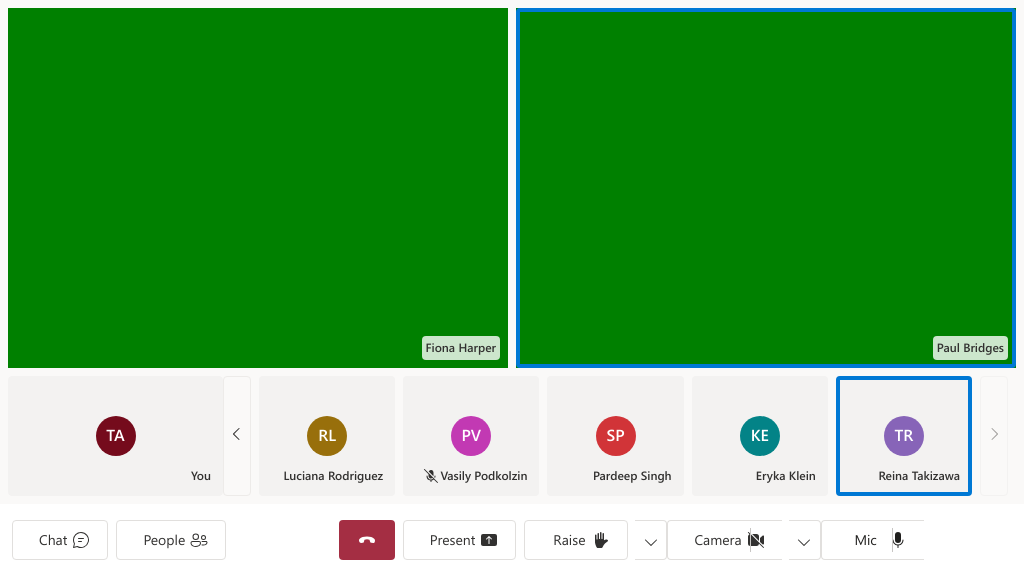 Fiona Harper
Paul Bridges
TA
You
RL
Luciana Rodriguez
PV
Vasily Podkolzin
SP
Pardeep Singh
KE
Eryka Klein
TR
Reina Takizawa
Chat
People
Present
Raise
Camera
Mic